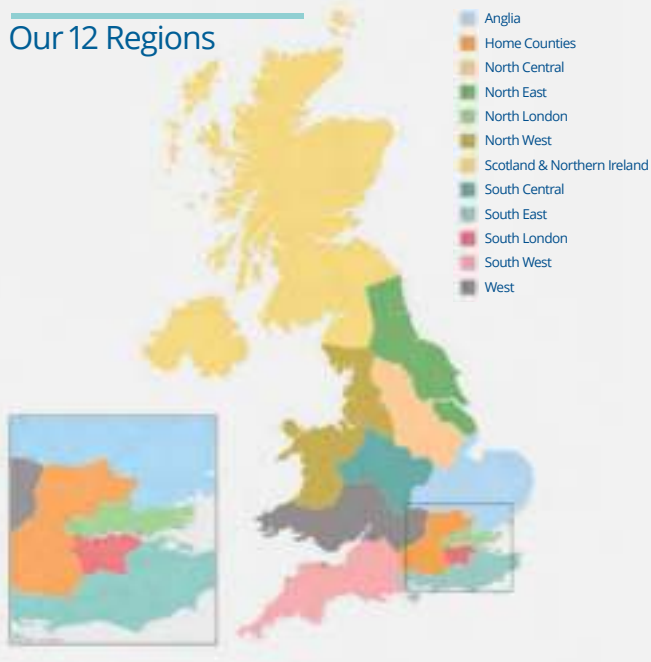 Our 12 Regions
Anglia
Home Counties
North Central
North East
North London
North West
Scotland & Northern Ireland
South Central
South East
South London
South West
West